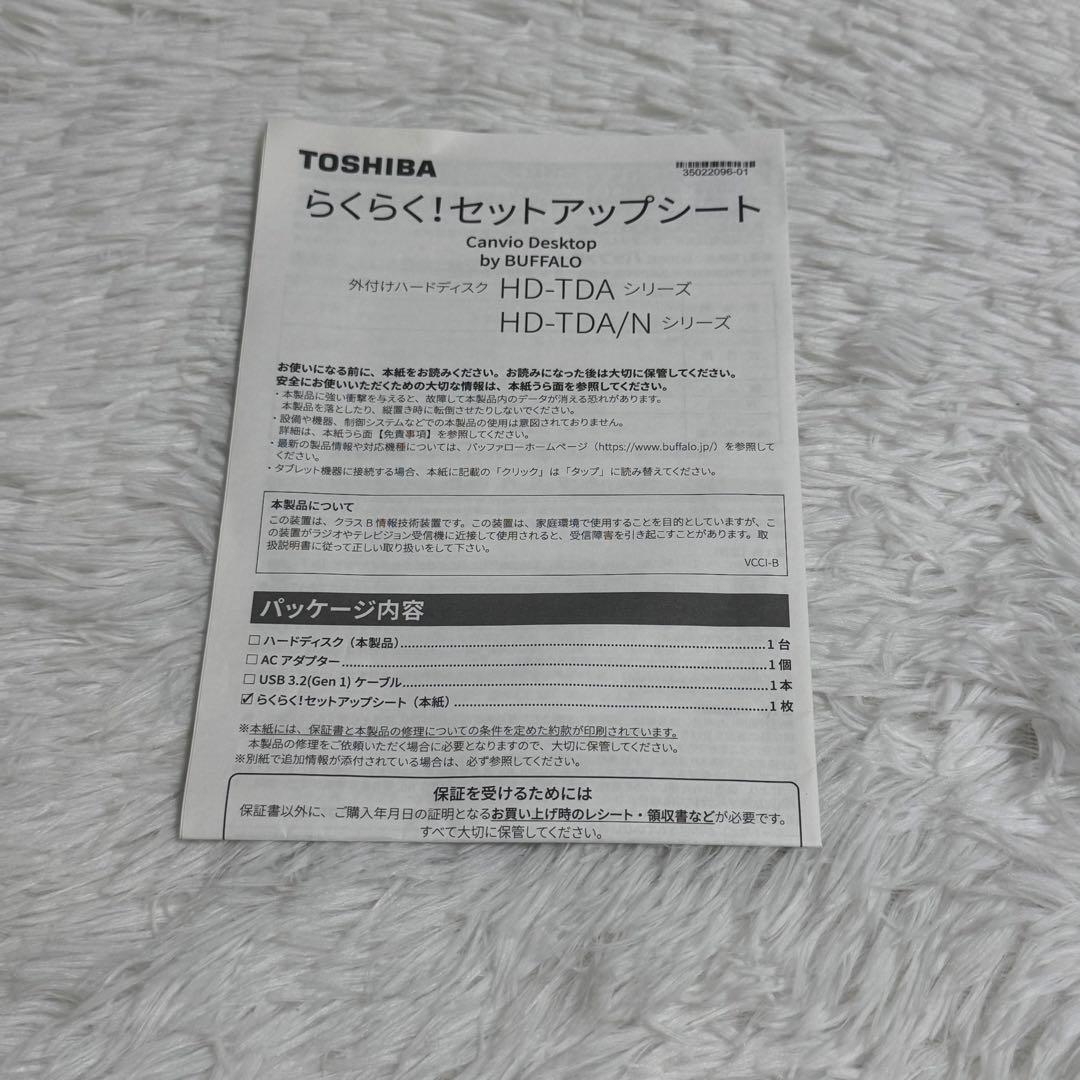 TOSHIBA
35022096-01
らくらく!セットアップシート
Canvio Desktop
by BUFFALO
外付けハードディスク HD-TDA シリーズ
HD-TDA/N シリーズ
お使いになる前に、本紙をお読みください。お読みになった後は大切に保管してください。
安全にお使いいただくための大切な情報は、本紙うら面を参照してください。
・本製品に強い衝撃を与えると、故障して本製品内のデータが消える恐れがあります。
本製品を落としたり、縦置き時に転倒させたりしないでください。
・設備や機器、制御システムなどでの本製品の使用は意図されておりません。
詳細は、本紙うら面【免責事項】を参照してください。
・最新の製品情報や対応機種については、バッファローホームページ（https://www.buffalo.jp/）を参照して
ください。
・タブレット機器に接続する場合、本紙に記載の「クリック」は「タップ」に読み替えてください。
本製品について
この装置は、クラスB情報技術装置です。この装置は、家庭環境で使用することを目的としていますが、こ
の装置がラジオやテレビジョン受信機に近接して使用されると、受信障害を引き起こすことがあります。取
扱説明書に従って正しい取り扱いをして下さい。
VCCI-B
パッケージ内容
□ハードディスク（本製品）......1台
□ACアダプター......1個
□USB 3.2(Gen 1) ケーブル......1本
☑らくらく!セットアップシート（本紙）......1枚
※本紙には、保証書と本製品の修理についての条件を定めた約款が印刷されています。
本製品の修理をご依頼いただく場合に必要となりますので、大切に保管してください。
※別紙で追加情報が添付されている場合は、必ず参照してください。
保証を受けるためには
保証書以外に、ご購入年月日の証明となるお買い上げ時のレシート・領収書などが必要です。
すべて大切に保管してください。